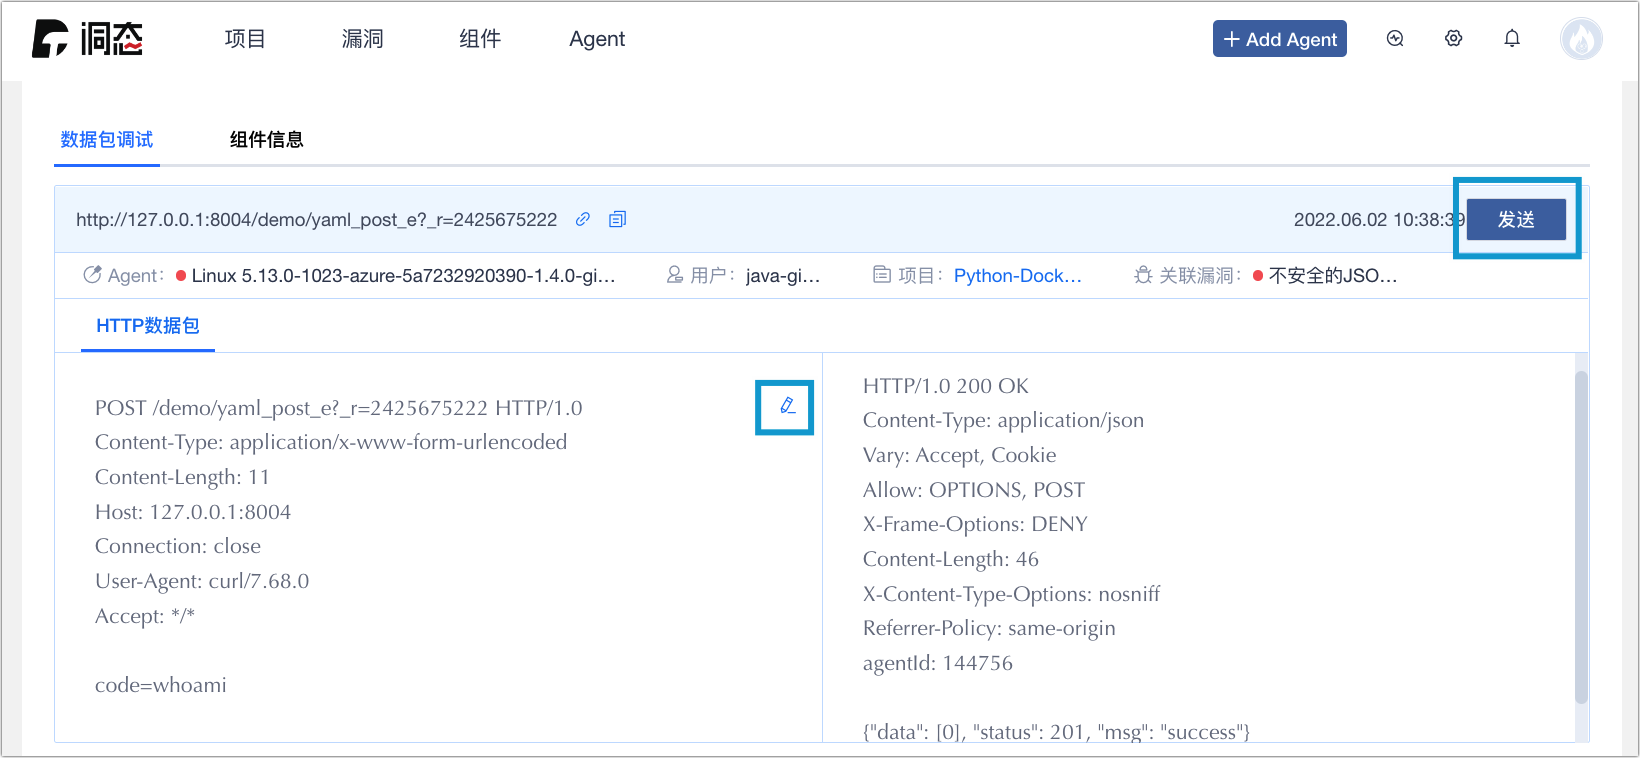 洞态
项目
漏洞
组件
Agent
+ Add Agent
数据包调试
组件信息
http://127.0.0.1:8004/demo/yaml_post_e?_r=2425675222
2022.06.02 10:38:39
发送
Agent: Linux 5.13.0-1023-azure-5a7232920390-1.4.0-gi...
用户: java-gi...
项目: Python-Dock...
关联漏洞: 不安全的JSO...
HTTP数据包
POST /demo/yaml_post_e?_r=2425675222 HTTP/1.0
Content-Type: application/x-www-form-urlencoded
Content-Length: 11
Host: 127.0.0.1:8004
Connection: close
User-Agent: curl/7.68.0
Accept: */*
code=whoami
HTTP/1.0 200 OK
Content-Type: application/json
Vary: Accept, Cookie
Allow: OPTIONS, POST
X-Frame-Options: DENY
Content-Length: 46
X-Content-Type-Options: nosniff
Referrer-Policy: same-origin
agentId: 144756
{"data": [0], "status": 201, "msg": "success"}